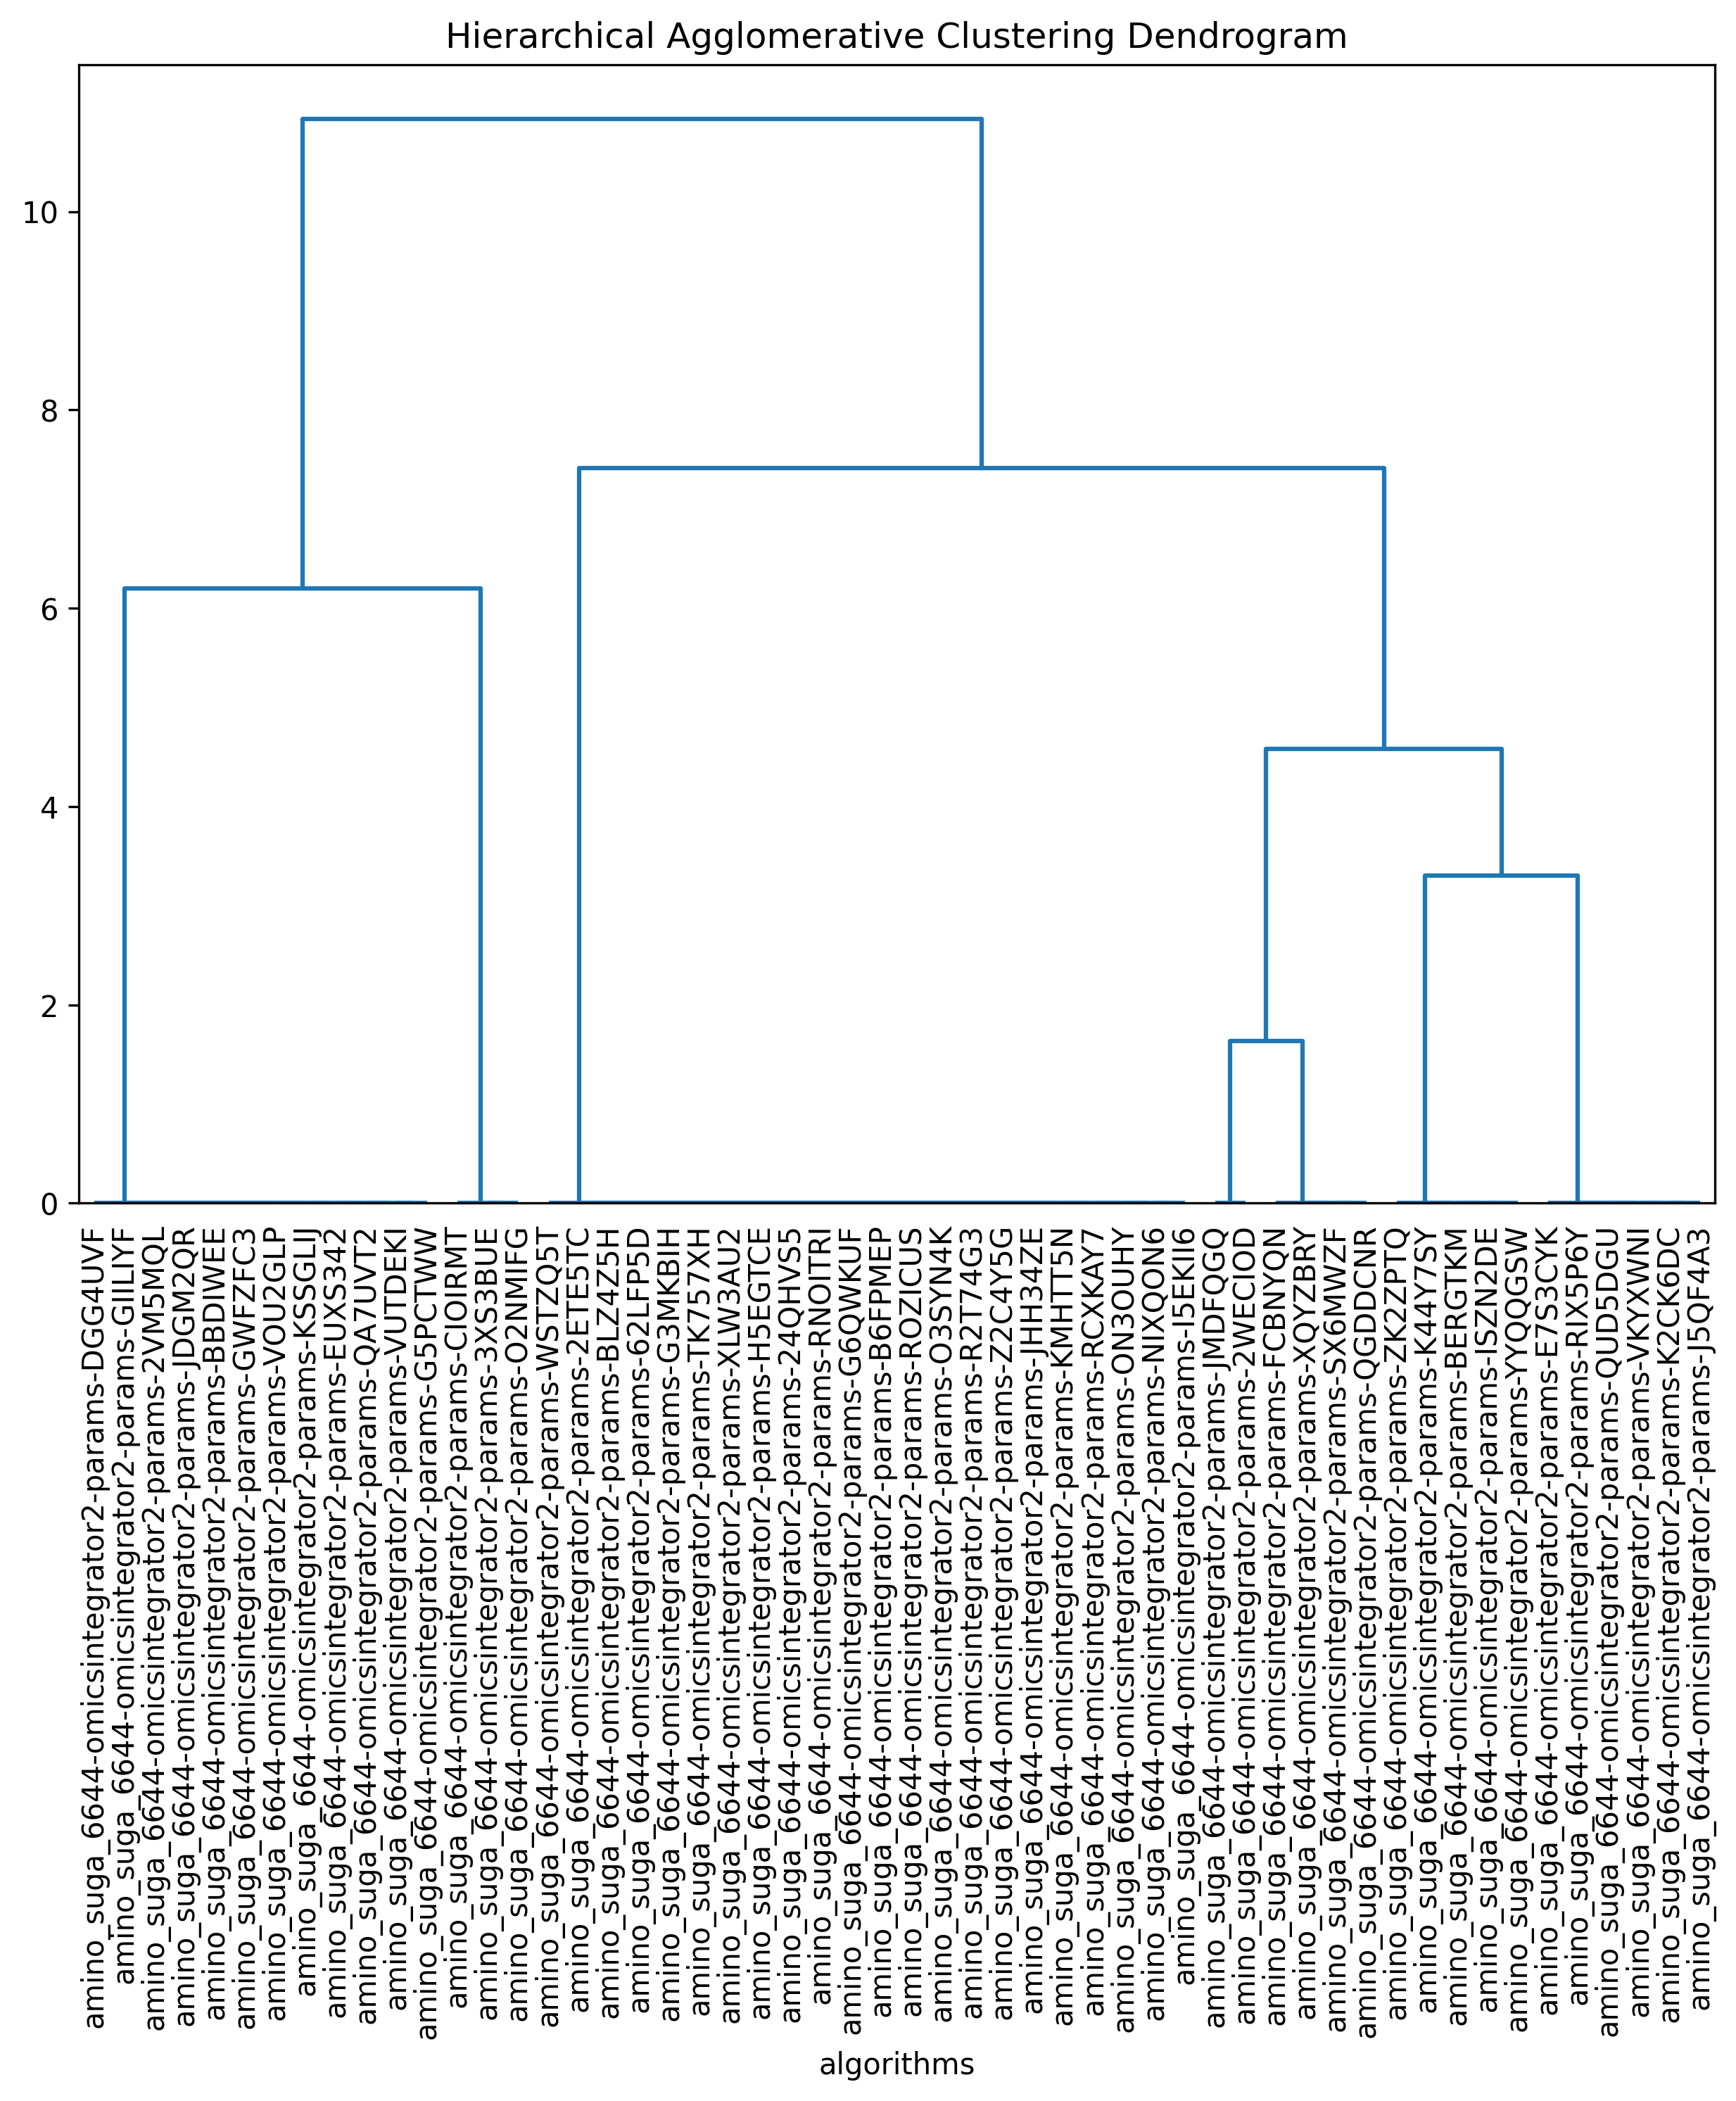 Hierarchical Agglomerative Clustering Dendrogram
10
8
6
4
2
0
amino_suga_6644-omicsintegrator2-params-DGG4UVF
amino_suga_6644-omicsintegrator2-params-GIILIYF
amino_suga_6644-omicsintegrator2-params-2VM5MQL
amino_suga_6644-omicsintegrator2-params-JDGM2QR
amino_suga_6644-omicsintegrator2-params-BBDIWEE
amino_suga_6644-omicsintegrator2-params-GWFZFC3
amino_suga_6644-omicsintegrator2-params-VOU2GLP
amino_suga_6644-omicsintegrator2-params-KSSGLIJ
amino_suga_6644-omicsintegrator2-params-EUXS342
amino_suga_6644-omicsintegrator2-params-QA7UVT2
amino_suga_6644-omicsintegrator2-params-VUTDEKI
amino_suga_6644-omicsintegrator2-params-G5PCTWW
amino_suga_6644-omicsintegrator2-params-CIOIRMT
amino_suga_6644-omicsintegrator2-params-3XS3BUE
amino_suga_6644-omicsintegrator2-params-O2NMIFG
amino_suga_6644-omicsintegrator2-params-WSTZQ5T
amino_suga_6644-omicsintegrator2-params-2ETE5TC
amino_suga_6644-omicsintegrator2-params-BLZ4Z5H
amino_suga_6644-omicsintegrator2-params-62LFP5D
amino_suga_6644-omicsintegrator2-params-G3MKBIH
amino_suga_6644-omicsintegrator2-params-TK757XH
amino_suga_6644-omicsintegrator2-params-XLW3AU2
amino_suga_6644-omicsintegrator2-params-H5EGTCE
amino_suga_6644-omicsintegrator2-params-24QHVS5
amino_suga_6644-omicsintegrator2-params-RNOITRI
amino_suga_6644-omicsintegrator2-params-G6QWKUF
amino_suga_6644-omicsintegrator2-params-B6FPMEP
amino_suga_6644-omicsintegrator2-params-ROZICUS
amino_suga_6644-omicsintegrator2-params-O3SYN4K
amino_suga_6644-omicsintegrator2-params-R2T74G3
amino_suga_6644-omicsintegrator2-params-Z2C4Y5G
amino_suga_6644-omicsintegrator2-params-JHH34ZE
amino_suga_6644-omicsintegrator2-params-KMHTT5N
amino_suga_6644-omicsintegrator2-params-RCXKAY7
amino_suga_6644-omicsintegrator2-params-ON3OUHY
amino_suga_6644-omicsintegrator2-params-NIXQON6
amino_suga_6644-omicsintegrator2-params-I5EKII6
amino_suga_6644-omicsintegrator2-params-JMDFQGQ
amino_suga_6644-omicsintegrator2-params-2WECIOD
amino_suga_6644-omicsintegrator2-params-FCBNYQN
amino_suga_6644-omicsintegrator2-params-XQYZBRY
amino_suga_6644-omicsintegrator2-params-SX6MWZF
amino_suga_6644-omicsintegrator2-params-QGDDCNR
amino_suga_6644-omicsintegrator2-params-ZK2ZPTQ
amino_suga_6644-omicsintegrator2-params-K44Y7SY
amino_suga_6644-omicsintegrator2-params-BERGTKM
amino_suga_6644-omicsintegrator2-params-ISZN2DE
amino_suga_6644-omicsintegrator2-params-YYQQGSW
amino_suga_6644-omicsintegrator2-params-E7S3CYK
amino_suga_6644-omicsintegrator2-params-RIX5P6Y
amino_suga_6644-omicsintegrator2-params-QUD5DGU
amino_suga_6644-omicsintegrator2-params-VKYXWNI
amino_suga_6644-omicsintegrator2-params-K2CK6DC
amino_suga_6644-omicsintegrator2-params-J5QF4A3
algorithms